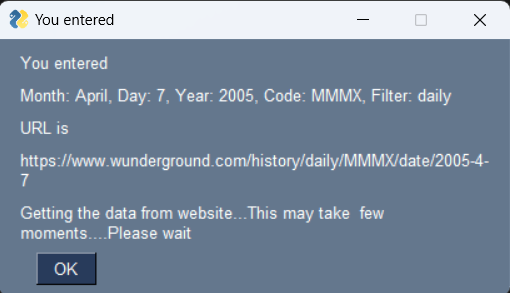 You entered
You entered
Month: April, Day: 7, Year: 2005, Code: MMMX, Filter: daily
URL is
https://www.wunderground.com/history/daily/MMMX/date/2005-4-
7
Getting the data from website...This may take  few
moments....Please wait
OK